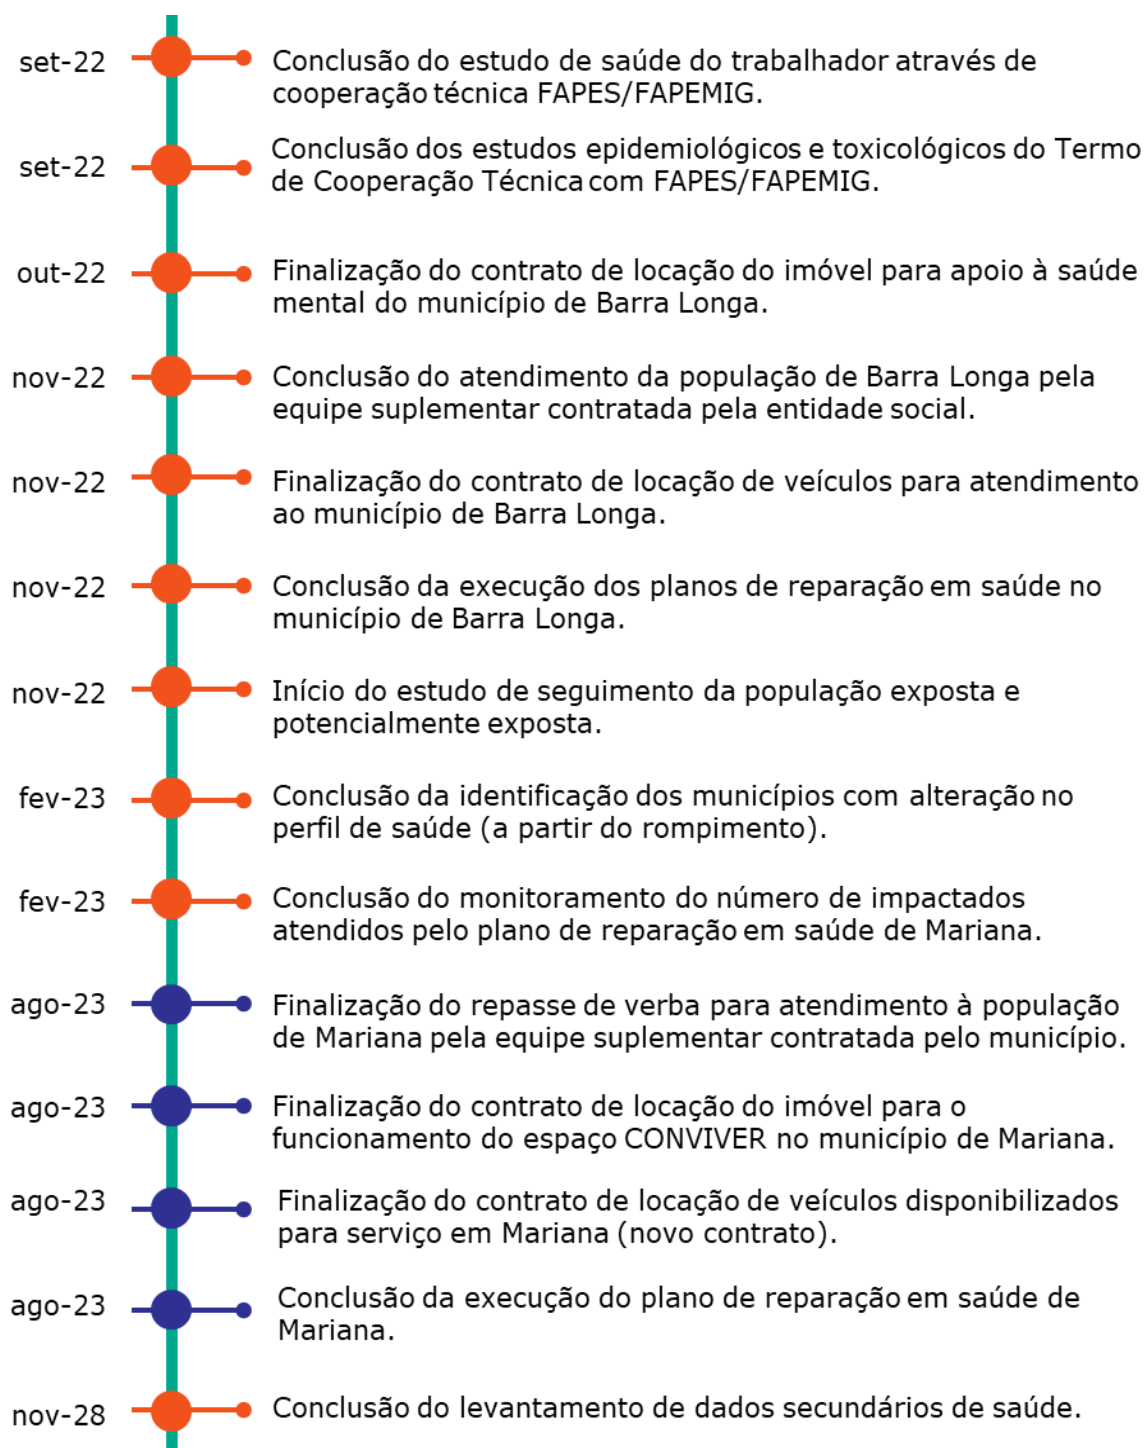 set-22
Conclusão do estudo de saúde do trabalhador através de
cooperação técnica FAPES/FAPEMIG.
set-22
Conclusão dos estudos epidemiológicos e toxicológicos do Termo
de Cooperação Técnica com FAPES/FAPEMIG.
out-22
Finalização do contrato de locação do imóvel para apoio à saúde
mental do município de Barra Longa.
nov-22
Conclusão do atendimento da população de Barra Longa pela
equipe suplementar contratada pela entidade social.
nov-22
Finalização do contrato de locação de veículos para atendimento
ao município de Barra Longa.
nov-22
Conclusão da execução dos planos de reparação em saúde no
município de Barra Longa.
nov-22
Início do estudo de seguimento da população exposta e
potencialmente exposta.
fev-23
Conclusão da identificação dos municípios com alteração no
perfil de saúde (a partir do rompimento).
fev-23
Conclusão do monitoramento do número de impactados
atendidos pelo plano de reparação em saúde de Mariana.
ago-23
Finalização do repasse de verba para atendimento à população
de Mariana pela equipe suplementar contratada pelo município.
ago-23
Finalização do contrato de locação do imóvel para o
funcionamento do espaço CONVIVER no município de Mariana.
ago-23
Finalização do contrato de locação de veículos disponibilizados
para serviço em Mariana (novo contrato).
ago-23
Conclusão da execução do plano de reparação em saúde de
Mariana.
nov-28
Conclusão do levantamento de dados secundários de saúde.